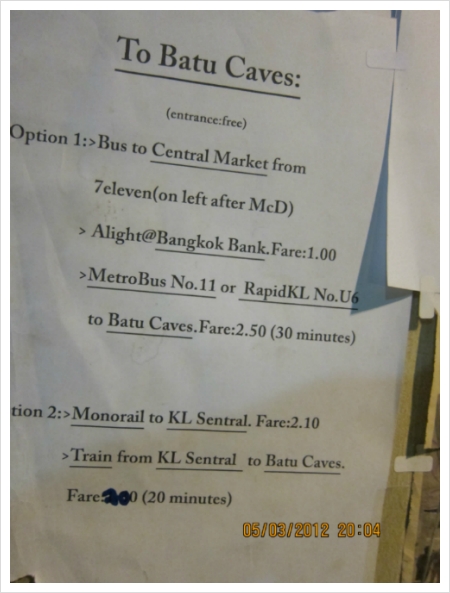 To Batu Caves:
(entrance:free)
Option 1:>Bus to Central Market from
7eleven(on left after McD)
> Alight@Bangkok Bank.Fare:1.00
>MetroBus No.11 or RapidKL No.U6
to Batu Caves.Fare:2.50 (30 minutes)
tion 2:>Monorail to KL Sentral. Fare:2.10
>Train from KL Sentral to Batu Caves.
Fare: (20 minutes)
05/03/2012 20:04